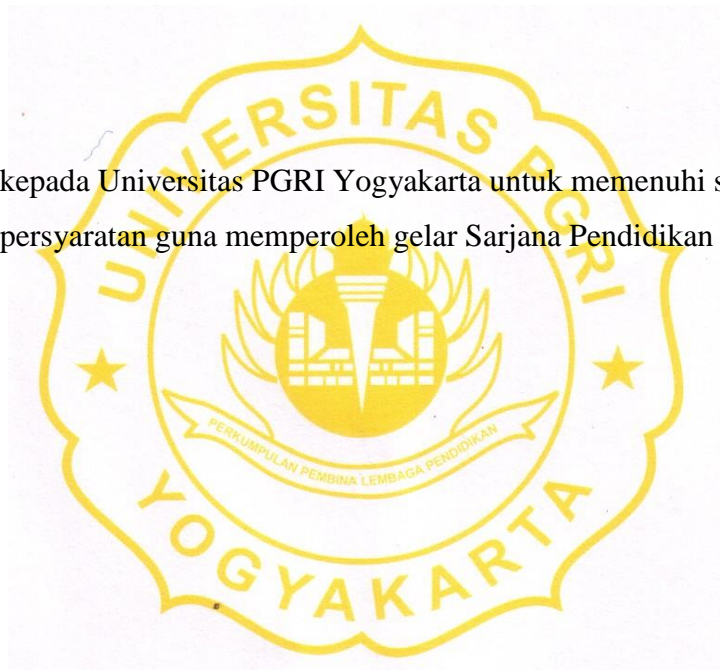 UNIVERSITAS PGRI
kepada Universitas PGRI Yogyakarta untuk memenuhi
persyaratan guna memperoleh gelar Sarjana Pendidikan
PERKUMPULAN PEMBINA LEMBAGA PENDIDIKAN
YOGYAKARTA